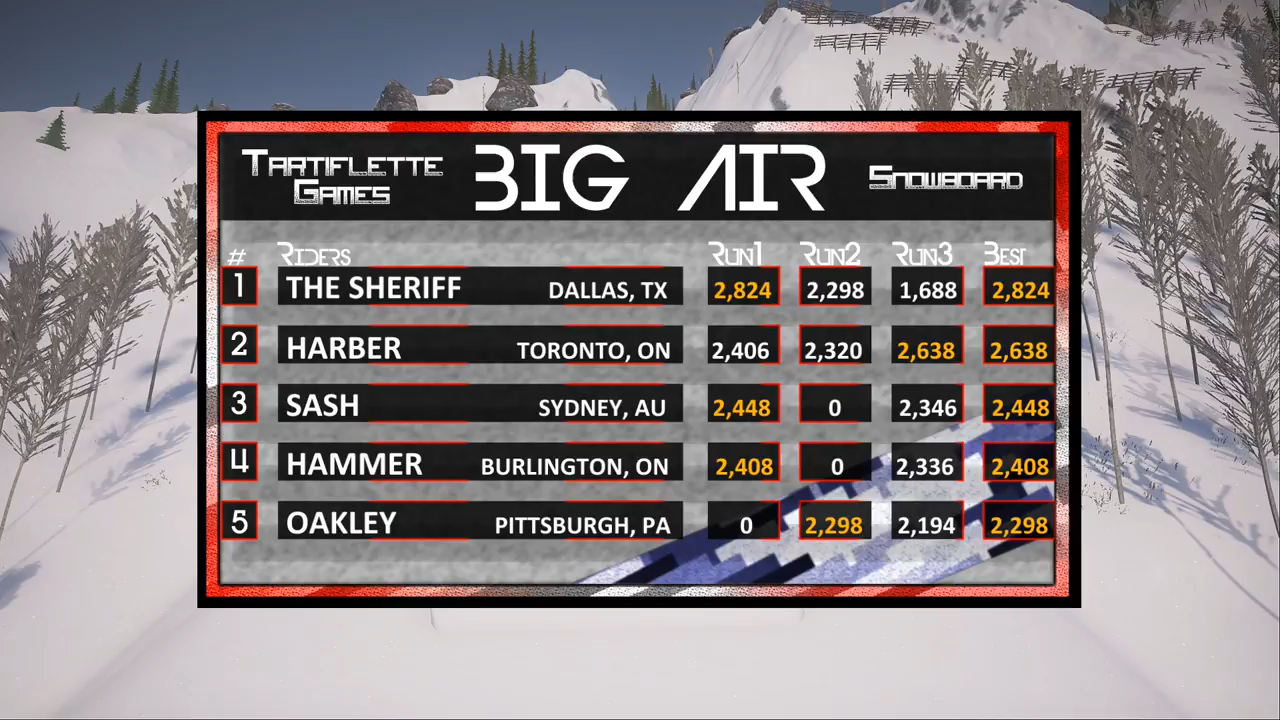 TARTIFLETTE GAMES BIG AIR SNOWBOARD
# RIDERS RUN1 RUN2 RUN3 BEST
1 THE SHERIFF DALLAS, TX 2,824 2,298 1,688 2,824
2 HARBER TORONTO, ON 2,406 2,320 2,638 2,638
3 SASH SYDNEY, AU 2,448 0 2,346 2,448
4 HAMMER BURLINGTON, ON 2,408 0 2,336 2,408
5 OAKLEY PITTSBURGH, PA 0 2,298 2,194 2,298